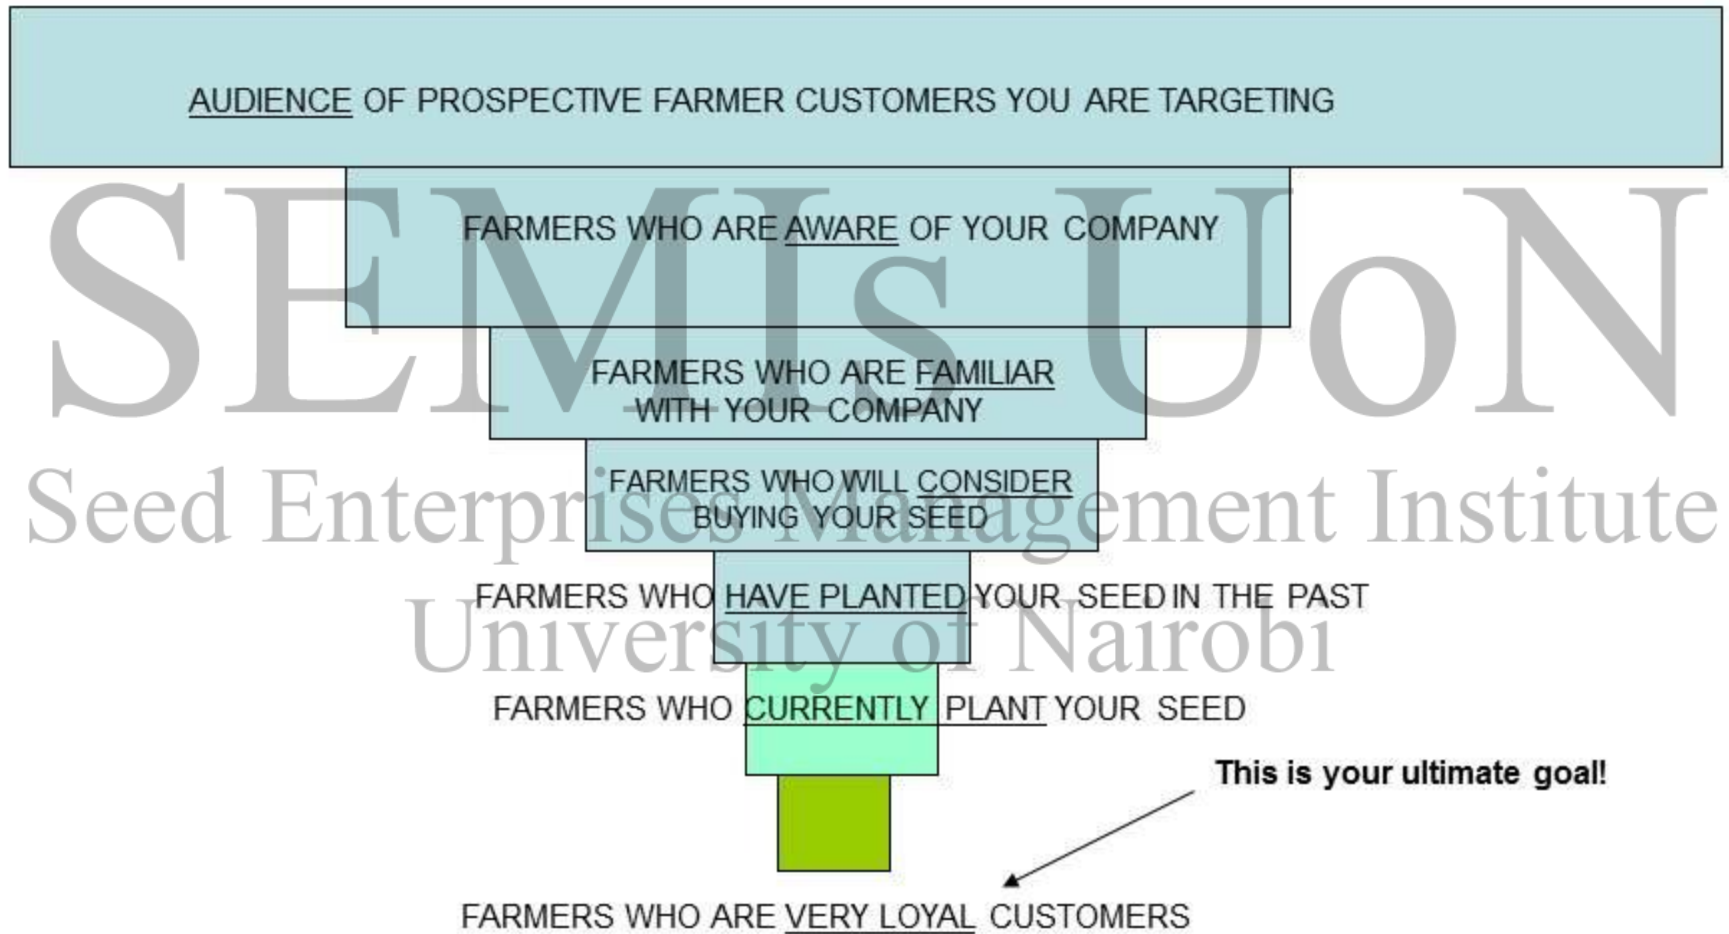 AUDIENCE OF PROSPECTIVE FARMER CUSTOMERS YOU ARE TARGETING
SEMIs UoN
FARMERS WHO ARE AWARE OF YOUR COMPANY
FARMERS WHO ARE FAMILIAR
WITH YOUR COMPANY
Seed Enterprises Management Institute
FARMERS WHO WILL CONSIDER
BUYING YOUR SEED
FARMERS WHO HAVE PLANTED YOUR SEED IN THE PAST
University of Nairobi
FARMERS WHO CURRENTLY PLANT YOUR SEED
This is your ultimate goal!
FARMERS WHO ARE VERY LOYAL CUSTOMERS